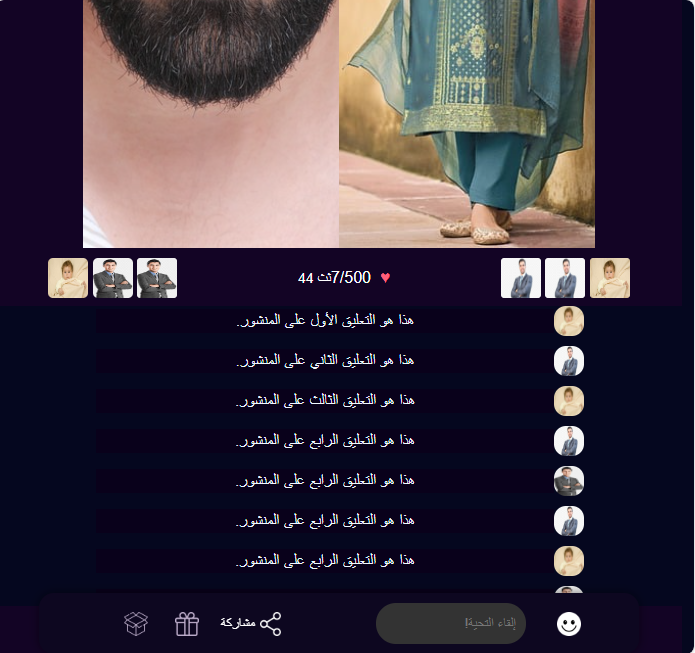 ♥ 7/500ثث 44
هذا هو التعليق الأول على المنشور.
هذا هو التعليق الثاني على المنشور.
هذا هو التعليق الثالث على المنشور.
هذا هو التعليق الرابع على المنشور.
هذا هو التعليق الرابع على المنشور.
هذا هو التعليق الرابع على المنشور.
هذا هو التعليق الرابع على المنشور.
إلقاء التحية!
مشاركة